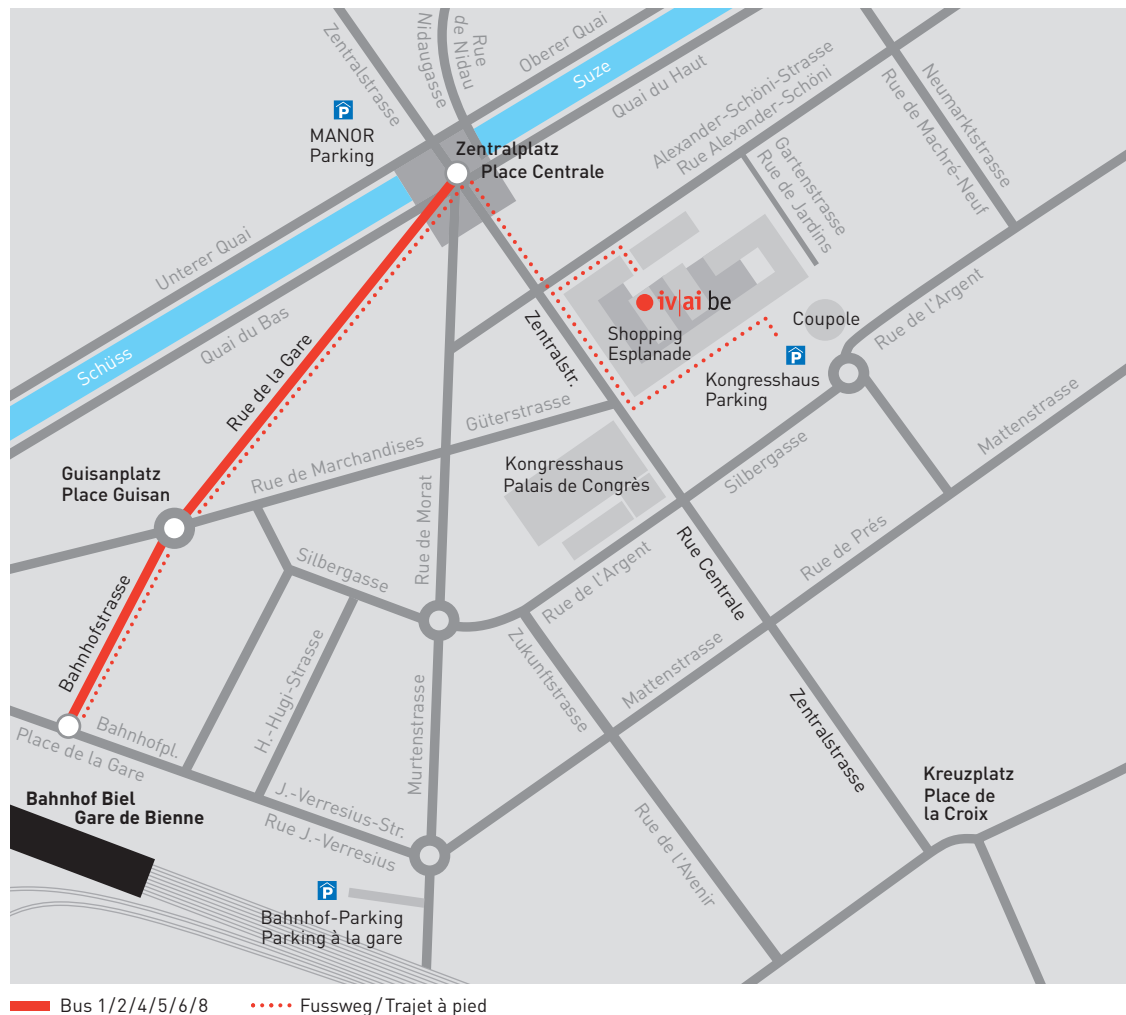 Zentralstrasse
Nidaugasse
Rue
de Nidau
Oberer Quai
Suze
Quai du Haut
Alexander-Schöni-Strasse
Rue Alexander-Schöni
Neumarktstrasse
Rue de Machré-Neuf
Gartenstrasse
Rue de Jardins
P
MANOR
Parking
Zentralplatz
Place Centrale
Unterer Quai
Schüss
Quai du Bas
Rue de la Gare
iv|ai be
Shopping
Esplanade
Zentralstr.
Coupole
Rue de l'Argent
P
Kongresshaus
Parking
Güterstrasse
Rue de Marchandises
Guisanplatz
Place Guisan
Kongresshaus
Palais de Congrès
Silbergasse
Mattenstrasse
Rue de Morat
Silbergasse
Rue de l'Argent
Rue Centrale
Rue de Prés
Bahnhofstrasse
H.-Hugi-Strasse
Zukunftstrasse
Mattenstrasse
Murtenstrasse
Zentralstrasse
Bahnhofpl.
Place de la Gare
Bahnhof Biel
Gare de Bienne
J.-Verresius-Str.
Rue J.-Verresius
Rue de l'Avenir
Kreuzplatz
Place de
la Croix
P
Bahnhof-Parking
Parking à la gare
Bus 1/2/4/5/6/8
Fussweg/Trajet à pied